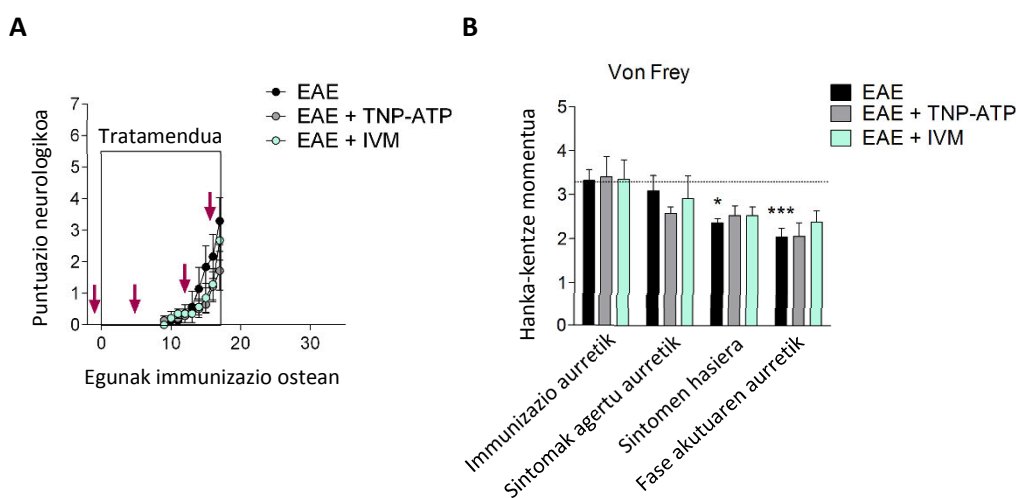 A
EAE
EAE + TNP-ATP
EAE + IVM
Puntuazio neurologikoa
7
6
5
4
3
2
1
0
Tratamendua
0
10
20
30
Egunak immunizazio ostean
B
Von Frey
EAE
EAE + TNP-ATP
EAE + IVM
Hanka-kentze momentua
5
4
3
2
1
0
*
***
Immunizazio aurretik
Sintomak agertu aurretik
Sintomen hasiera
Fase akutuaren aurretik